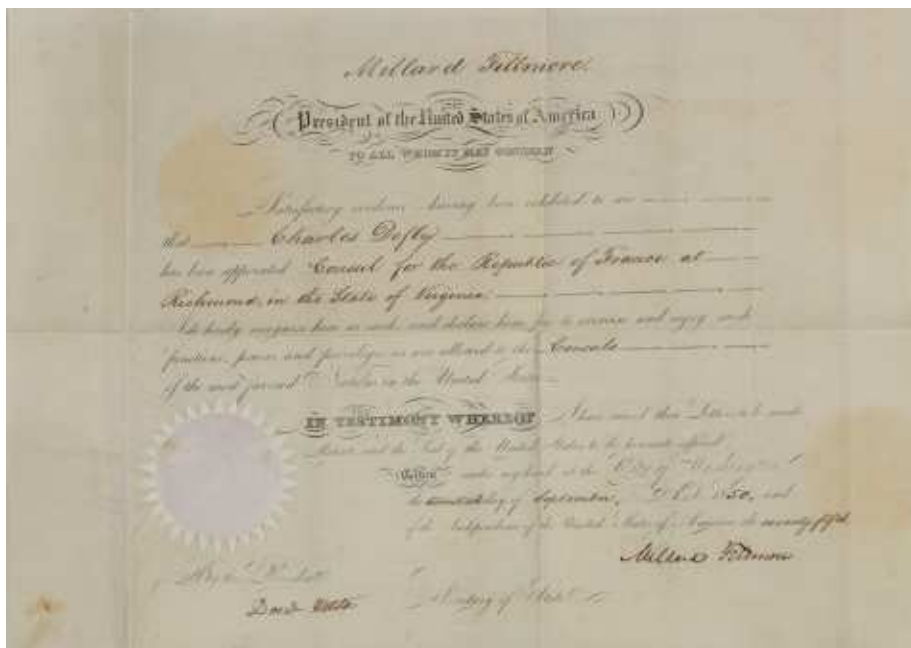 Millard Fillmore.
President of the United States of America
TO ALL WHOM IT MAY CONCERN
Satisfactory evidence having been exhibited to me
that Charles Defly
has been appointed Consul for the Republic of France at
Richmond, in the State of Virginia.
I do hereby recognize him as such, and declare him free to exercise and enjoy such
functions, powers and privileges as are allowed to the Consuls
of the most favored Nations in the United States.
IN TESTIMONY WHEREOF I have caused these Letters to be made
Patent and the Seal of the United States to be hereunto affixed
Given under my hand at the City of Washington
the day of September, A.D. 1850, and
of the Independence of the United States of America the seventy fifth.
Millard Fillmore
By the President
Secretary of State